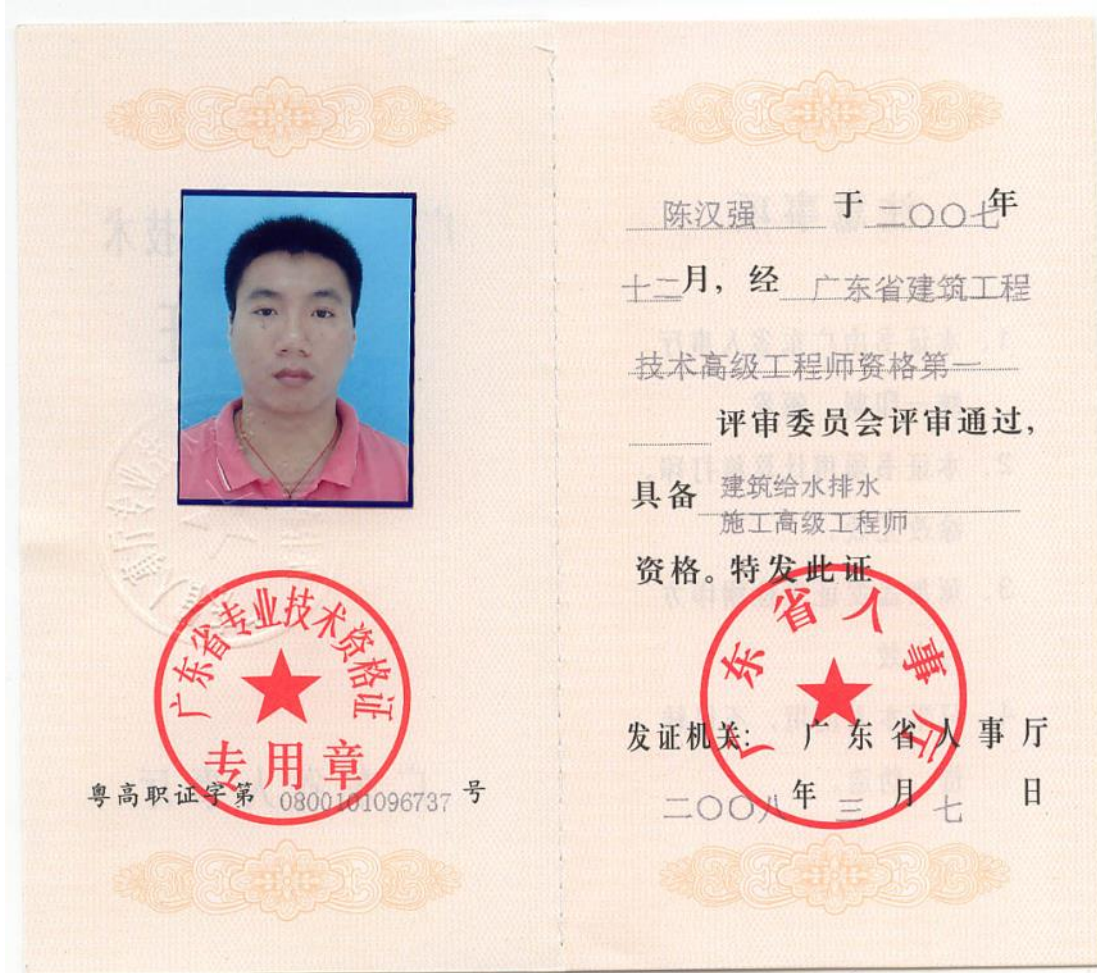 广东省专业技术资格证
专用章
粤高职证字第 0800101096737 号
陈汉强 于 二〇〇七年
十二月，经 广东省建筑工程
技术高级工程师资格第一
评审委员会评审通过，
具备 建筑给水排水
施工高级工程师
资格。特发此证
广东省人事厅
发证机关: 广东省人事厅
二〇〇八年三月七日